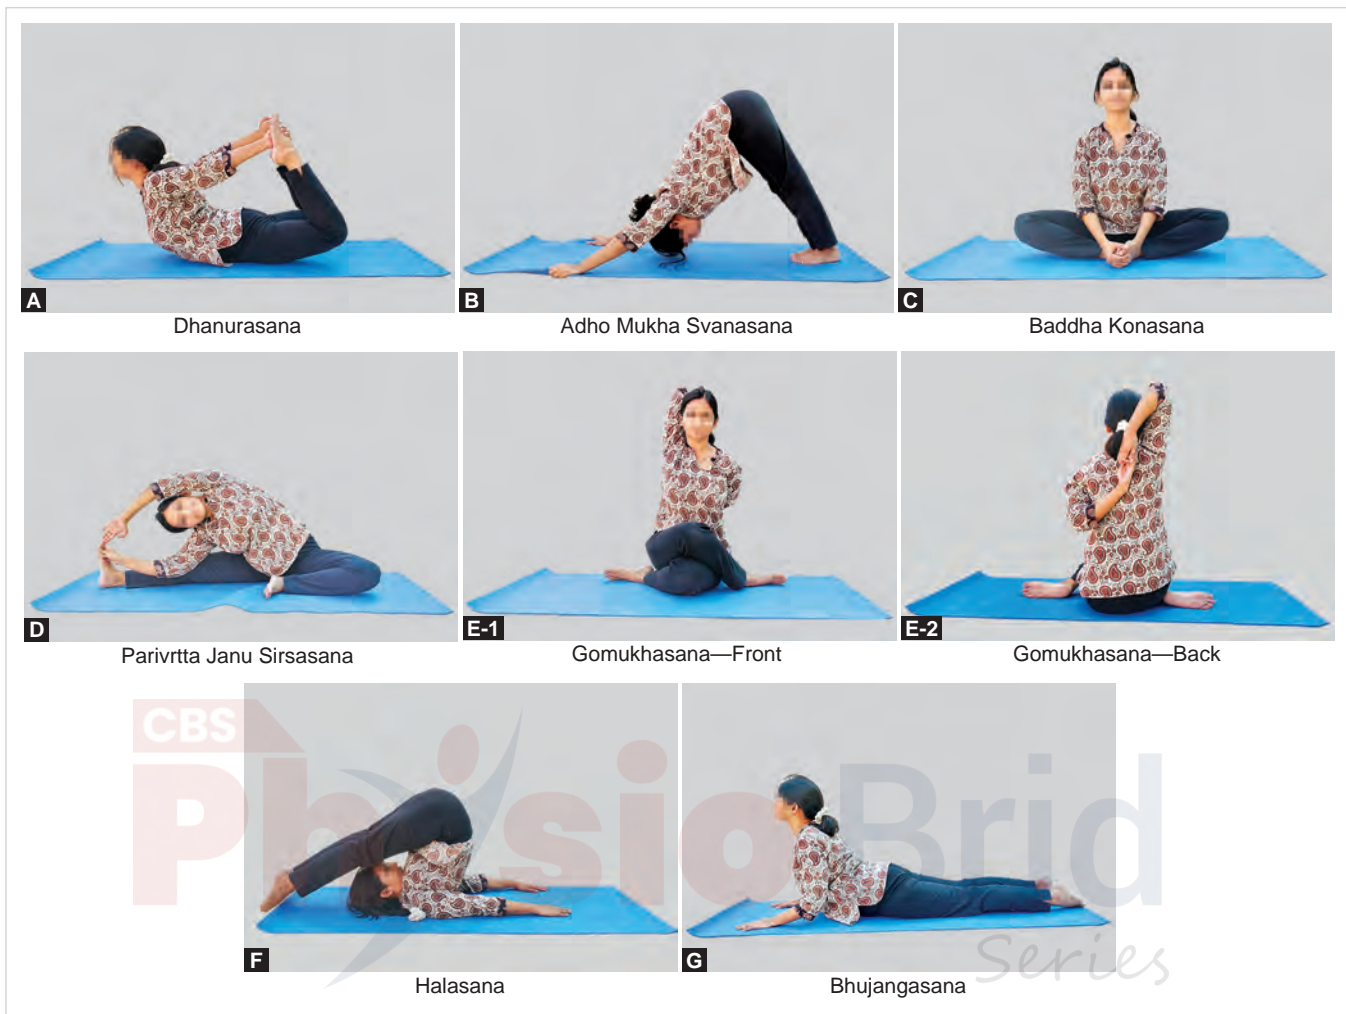 A
B
C
Dhanurasana
Adho Mukha Svanasana
Baddha Konasana
D
E-1
E-2
Parivrtta Janu Sirsasana
Gomukhasana—Front
Gomukhasana—Back
CBS
PhysioBrid
Series
F
G
Halasana
Bhujangasana